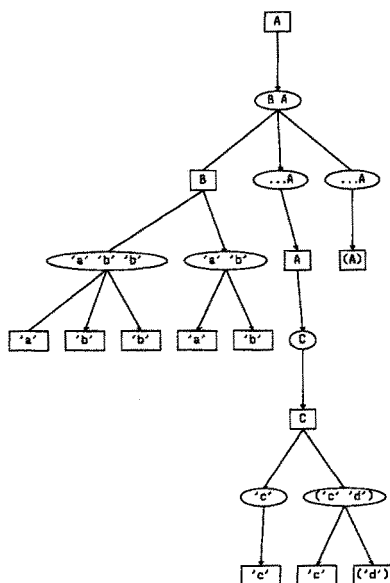 A
B A
B ...A ...A
'a' 'b' 'b' 'a' 'b' A (A)
'a' 'b' 'b' 'a' 'b' C
C
'c' ('c' 'd')
'c' 'c' ('d')